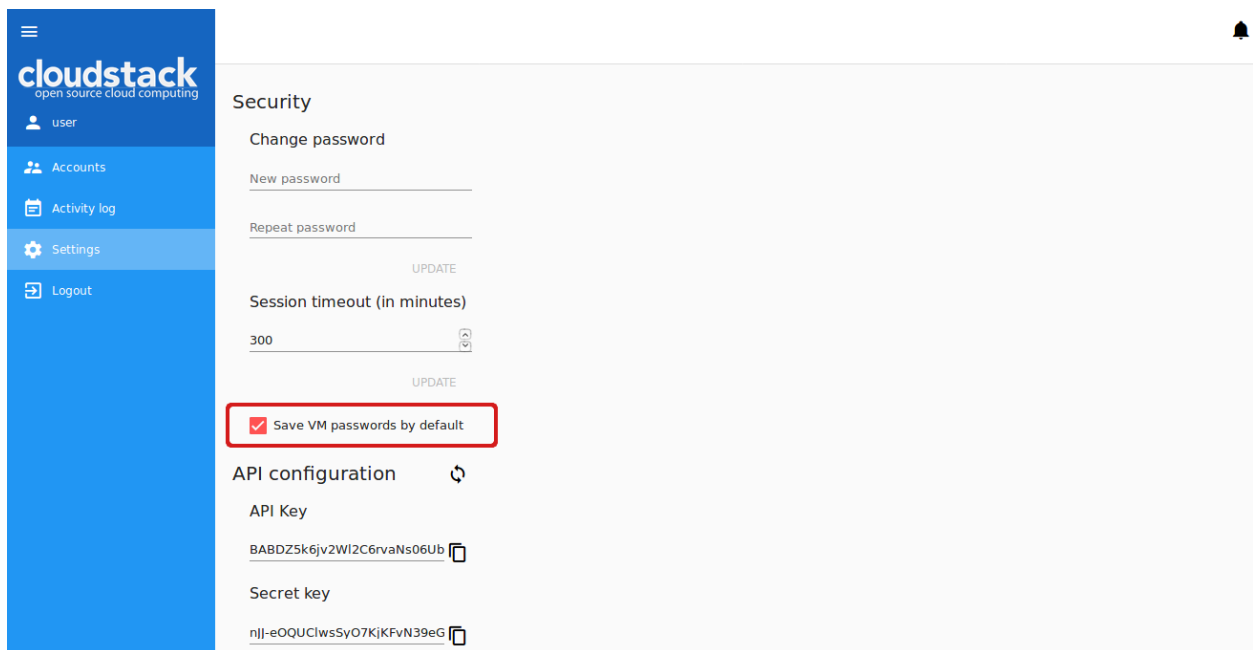 cloudstack
open source cloud computing
user
Accounts
Activity log
Settings
Logout
Security
Change password
New password
Repeat password
UPDATE
Session timeout (in minutes)
300
UPDATE
Save VM passwords by default
API configuration
API Key
BABDZ5k6jv2Wl2C6rvaNs06Ub
Secret key
nJJ-eOQUClwsSyO7KjKFvN39eG